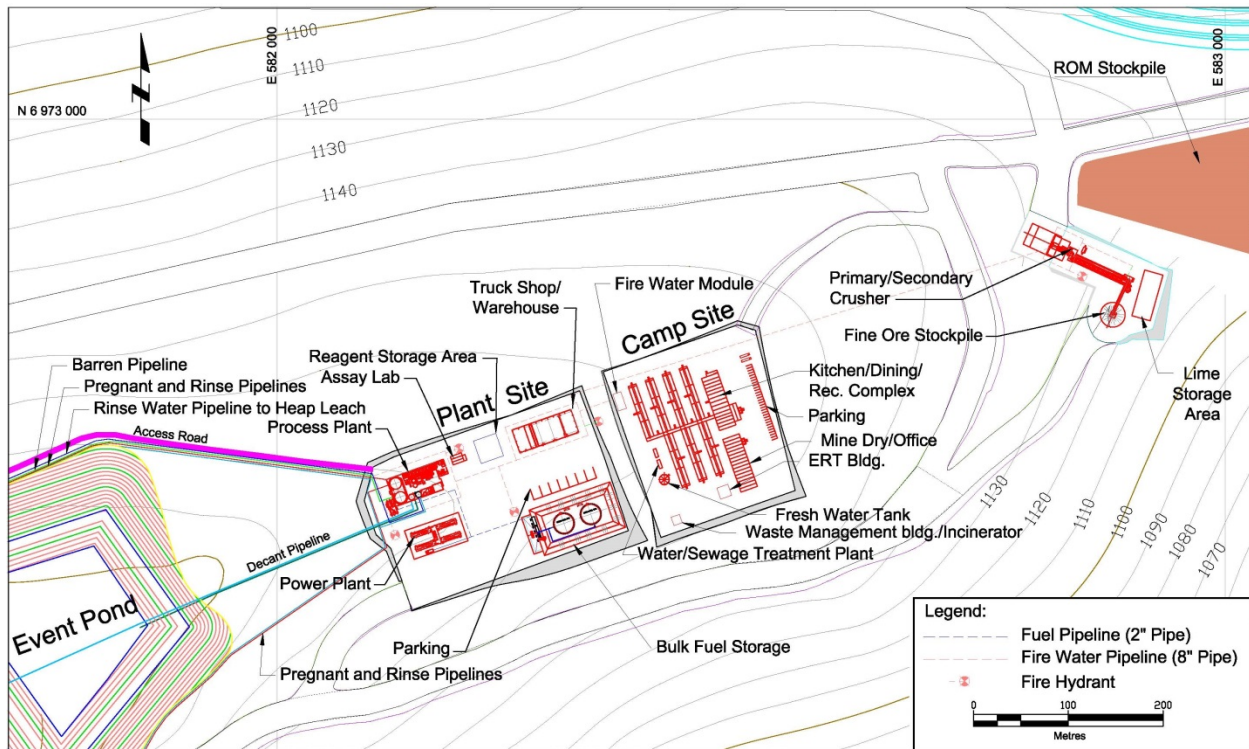 1100
1110
1120
1130
1140
E 582 000
E 583 000
N 6 973 000
N
ROM Stockpile
Primary/Secondary
Crusher
Fine Ore Stockpile
Lime
Storage
Area
Truck Shop/
Warehouse
Fire Water Module
Camp Site
Reagent Storage Area
Assay Lab
Plant Site
Kitchen/Dining/
Rec. Complex
Parking
Mine Dry/Office
ERT Bldg.
Barren Pipeline
Pregnant and Rinse Pipelines
Rinse Water Pipeline to Heap Leach
Process Plant
Access Road
Fresh Water Tank
Waste Management bldg./Incinerator
Water/Sewage Treatment Plant
Decant Pipeline
Power Plant
Event Pond
Parking
Bulk Fuel Storage
Pregnant and Rinse Pipelines
1130
1120
1110
1100
1090
1080
1070
Legend:
Fuel Pipeline (2" Pipe)
Fire Water Pipeline (8" Pipe)
Fire Hydrant
0 100 200
Metres